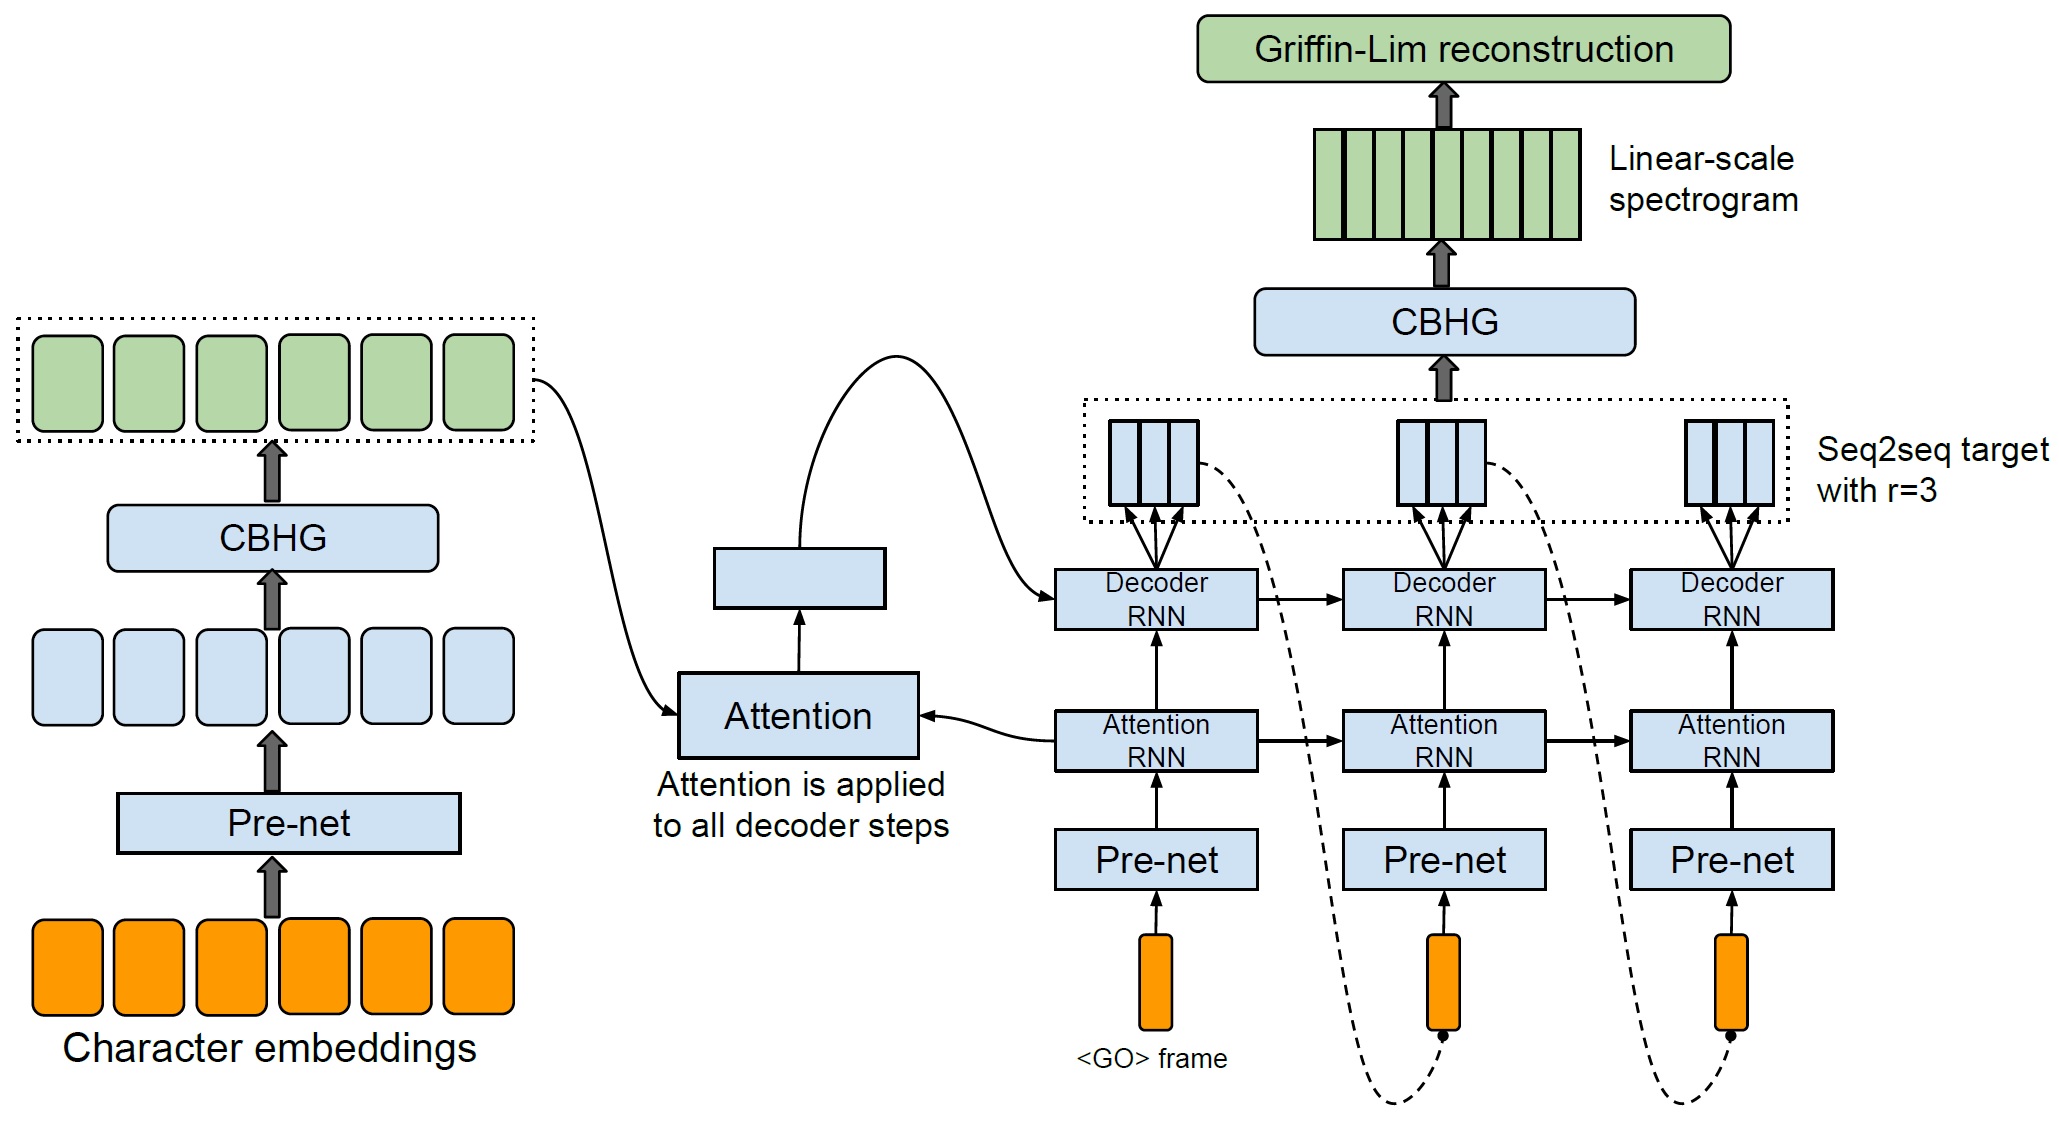 Griffin-Lim reconstruction
Linear-scale
spectrogram
CBHG
Seq2seq target
with r=3
CBHG
Decoder
RNN
Decoder
RNN
Decoder
RNN
Attention
Attention
RNN
Attention
RNN
Attention
RNN
Attention is applied
to all decoder steps
Pre-net
Pre-net
Pre-net
Pre-net
Character embeddings
<GO> frame